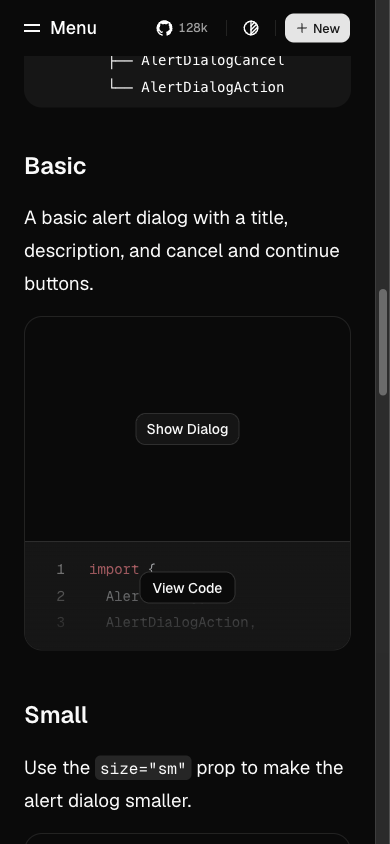 Menu 128k + New
├── AlertDialogCancel
└── AlertDialogAction
Basic
A basic alert dialog with a title,
description, and cancel and continue
buttons.
Show Dialog
1 import {
2 Aler
View Code
3 AlertDialogAction,
Small
Use the size="sm" prop to make the
alert dialog smaller.